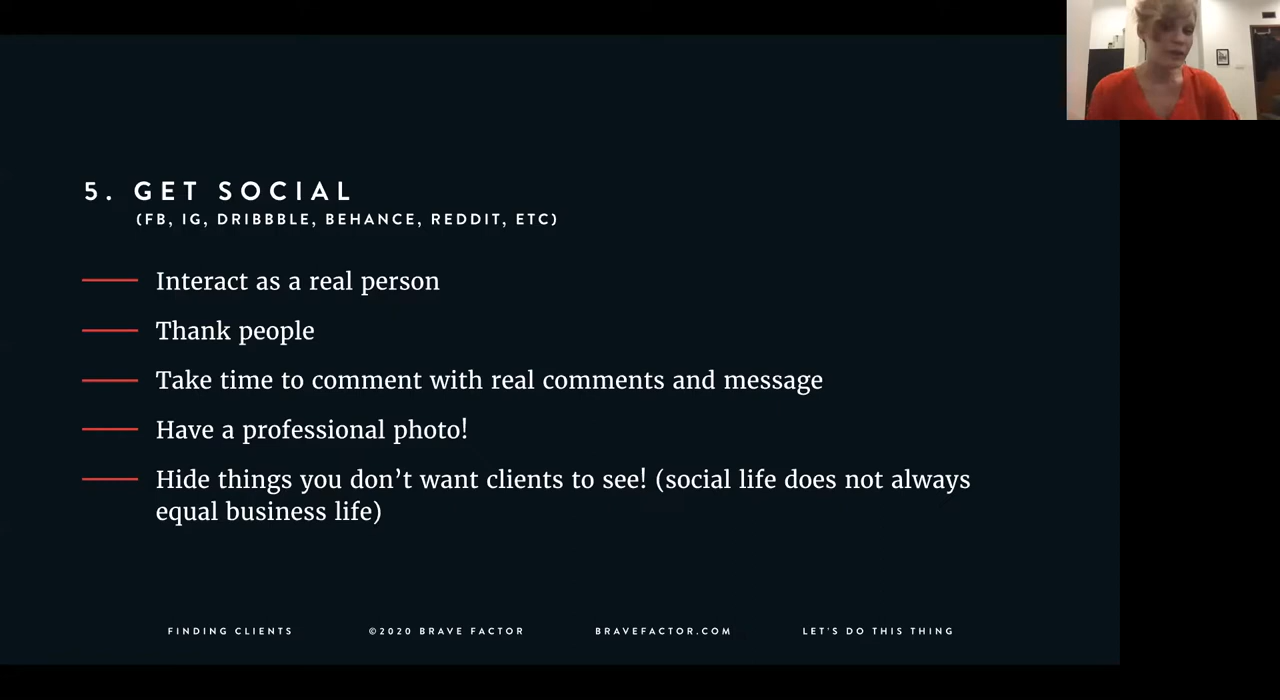 5. GET SOCIAL
(FB, IG, DRIBBBLE, BEHANCE, REDDIT, ETC)
Interact as a real person
Thank people
Take time to comment with real comments and message
Have a professional photo!
Hide things you don’t want clients to see! (social life does not always
equal business life)
FINDING CLIENTS ©2020 BRAVE FACTOR BRAVEFACTOR.COM LET'S DO THIS THING